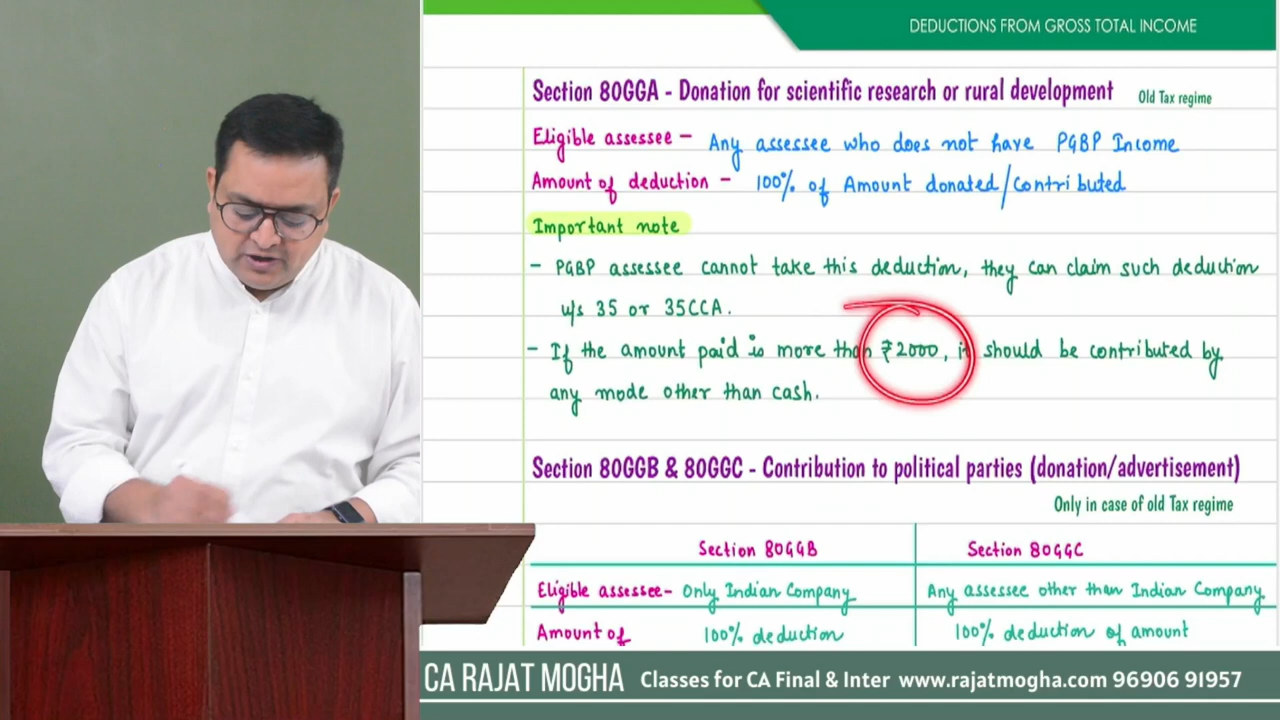 DEDUCTIONS FROM GROSS TOTAL INCOME
Section 80GGA - Donation for scientific research or rural development Old Tax regime
Eligible assessee - Any assessee who does not have PGBP Income
Amount of deduction - 100% of Amount donated/contributed
Important note
- PGBP assessee cannot take this deduction, they can claim such deduction
u/s 35 or 35CCA.
- If the amount paid is more than ₹2000, it should be contributed by
any mode other than cash.
Section 80GGB & 80GGC - Contribution to political parties (donation/advertisement)
Only in case of old Tax regime
Section 80GGB Section 80GGC
Eligible assessee- Only Indian Company Any assessee other than Indian Company
Amount of 100% deduction 100% deduction of amount
CA RAJAT MOGHA Classes for CA Final & Inter www.rajatmogha.com 96906 91957